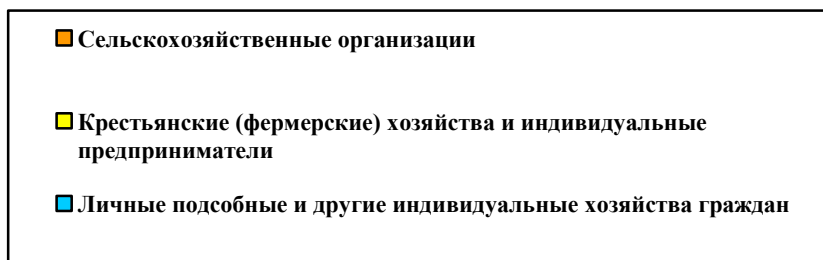 Сельскохозяйственные организации
Крестьянские (фермерские) хозяйства и индивидуальные
предприниматели
Личные подсобные и другие индивидуальные хозяйства граждан